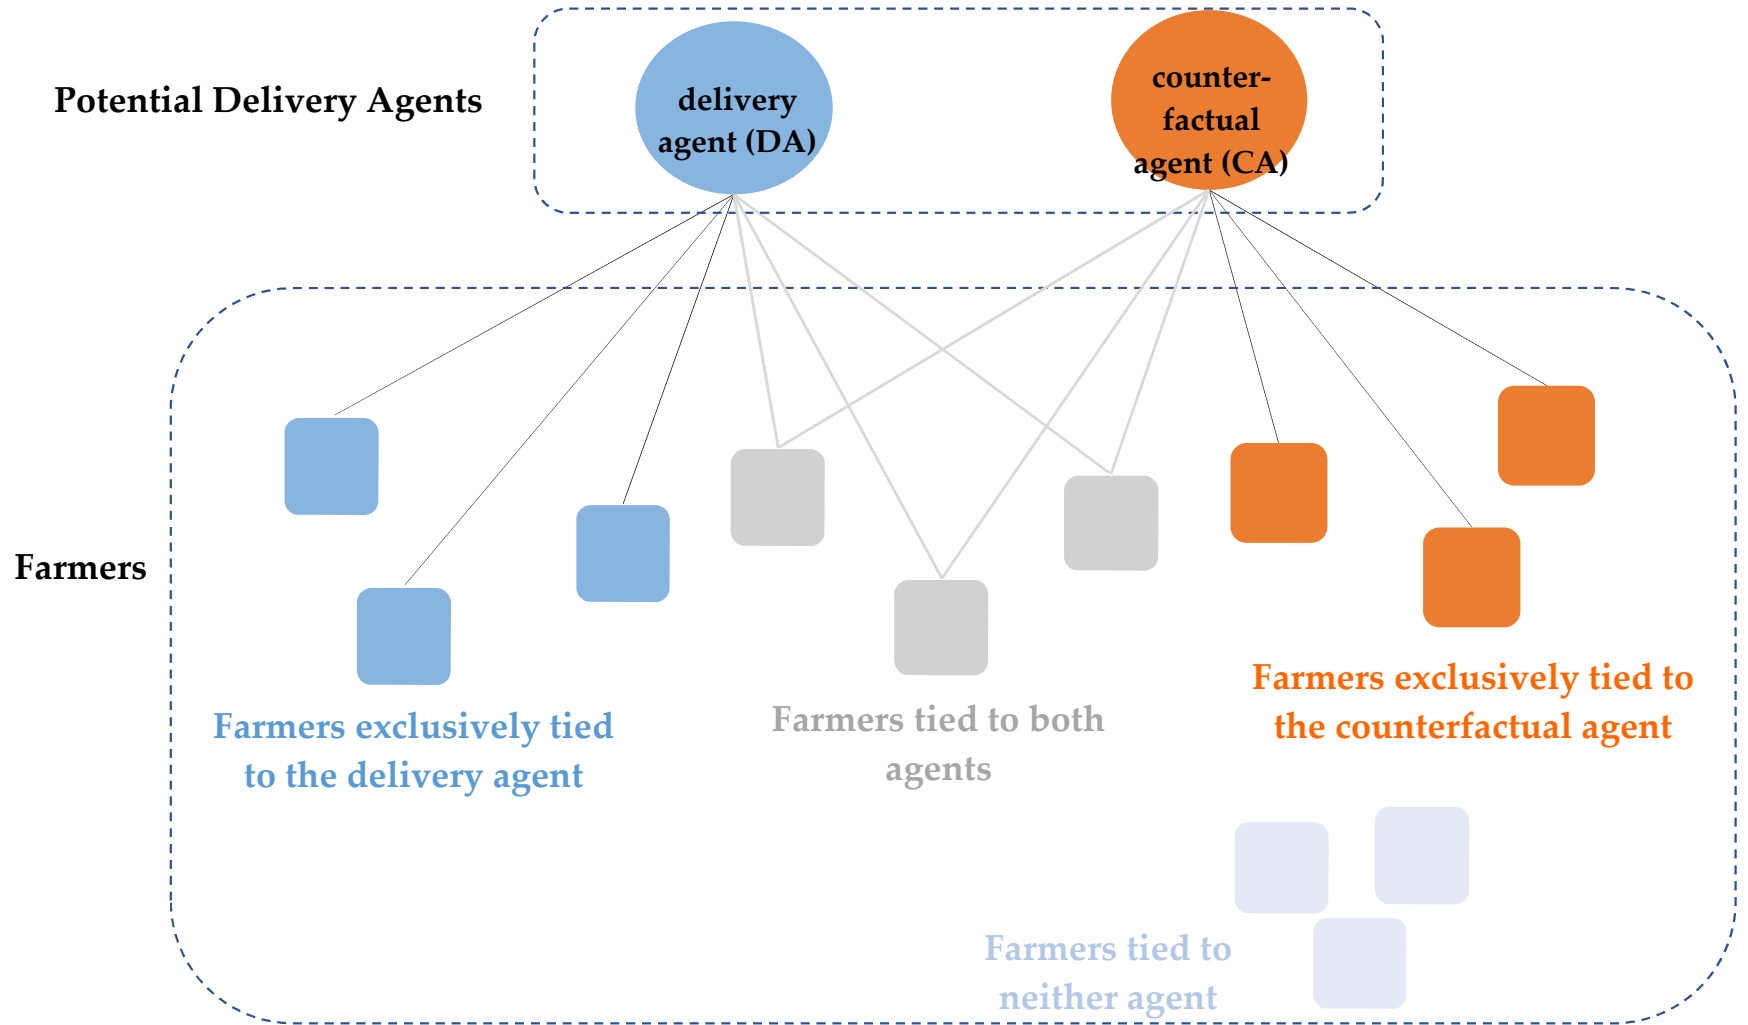 Potential Delivery Agents
delivery
agent (DA)
counter-
factual
agent (CA)
Farmers
Farmers exclusively tied
to the delivery agent
Farmers tied to both
agents
Farmers exclusively tied to
the counterfactual agent
Farmers tied to
neither agent